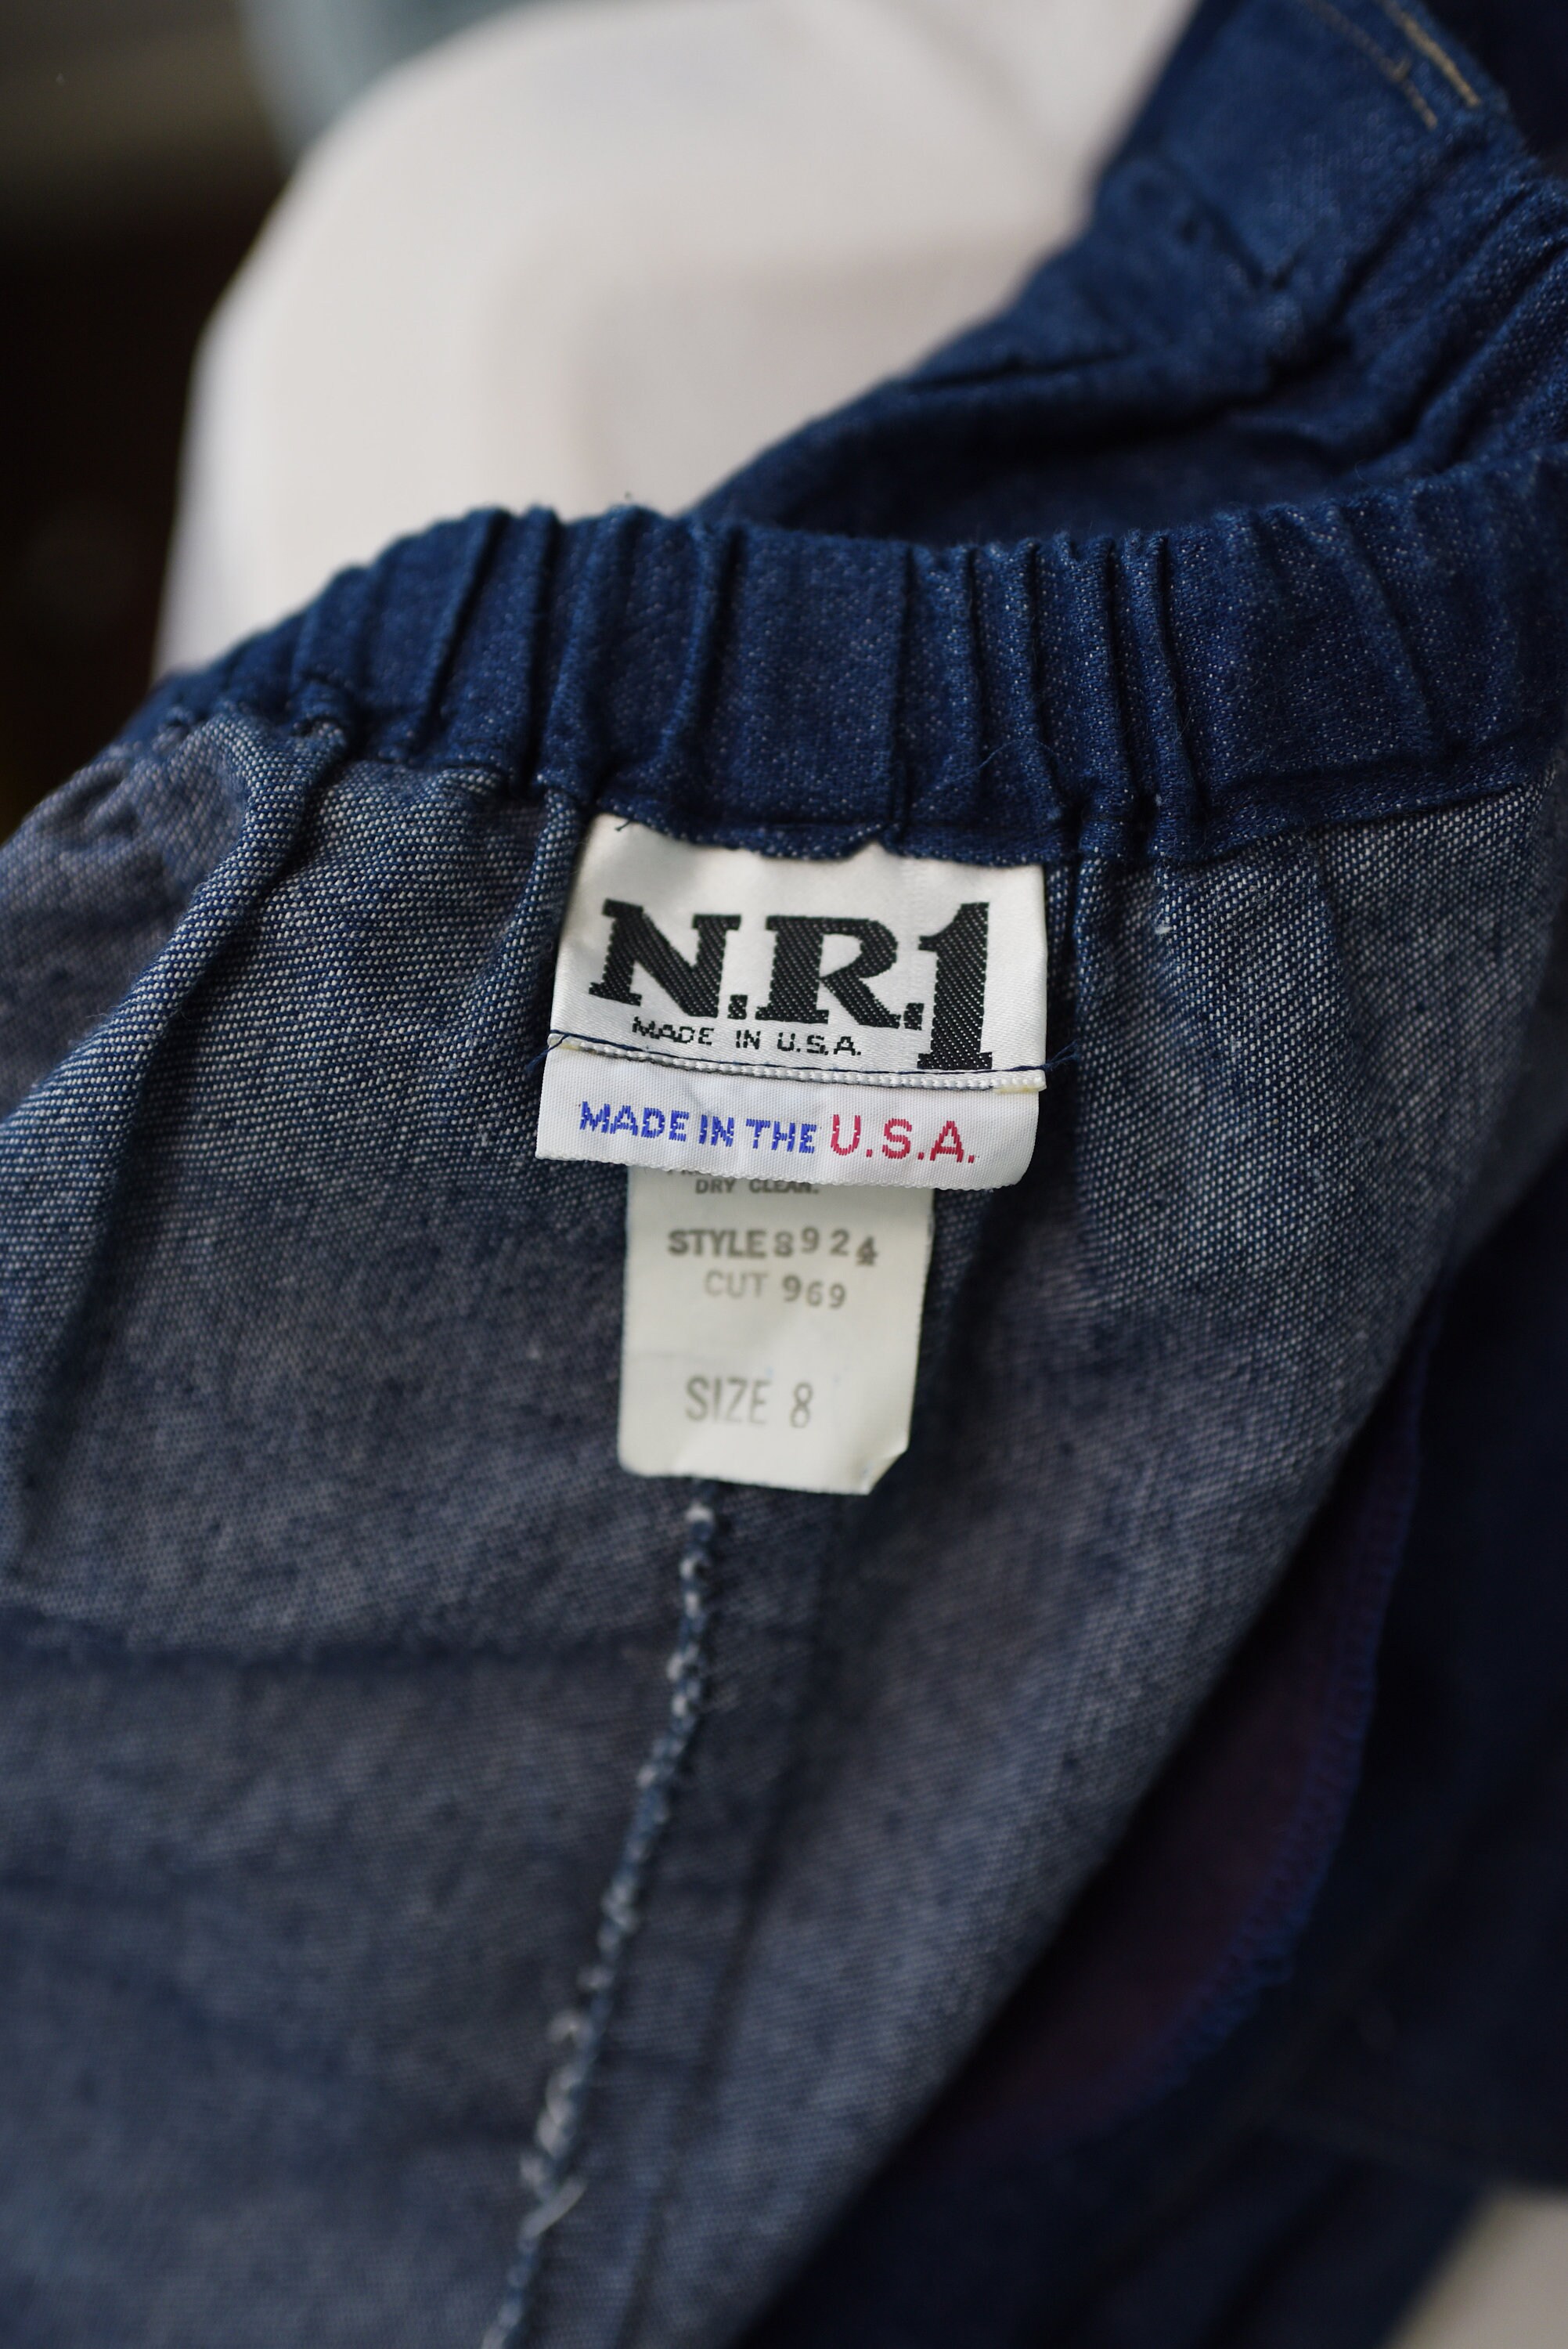 N.R.1
MADE IN U.S.A.
MADE IN THE U.S.A.
DRY CLEAN.
STYLE 8924
CUT 969
SIZE 8